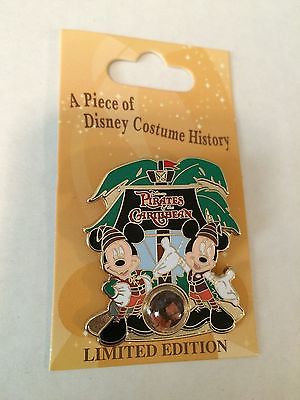 A Piece of
Disney Costume History
Disney
PIRATES
of the
CARIBBEAN
LIMITED EDITION